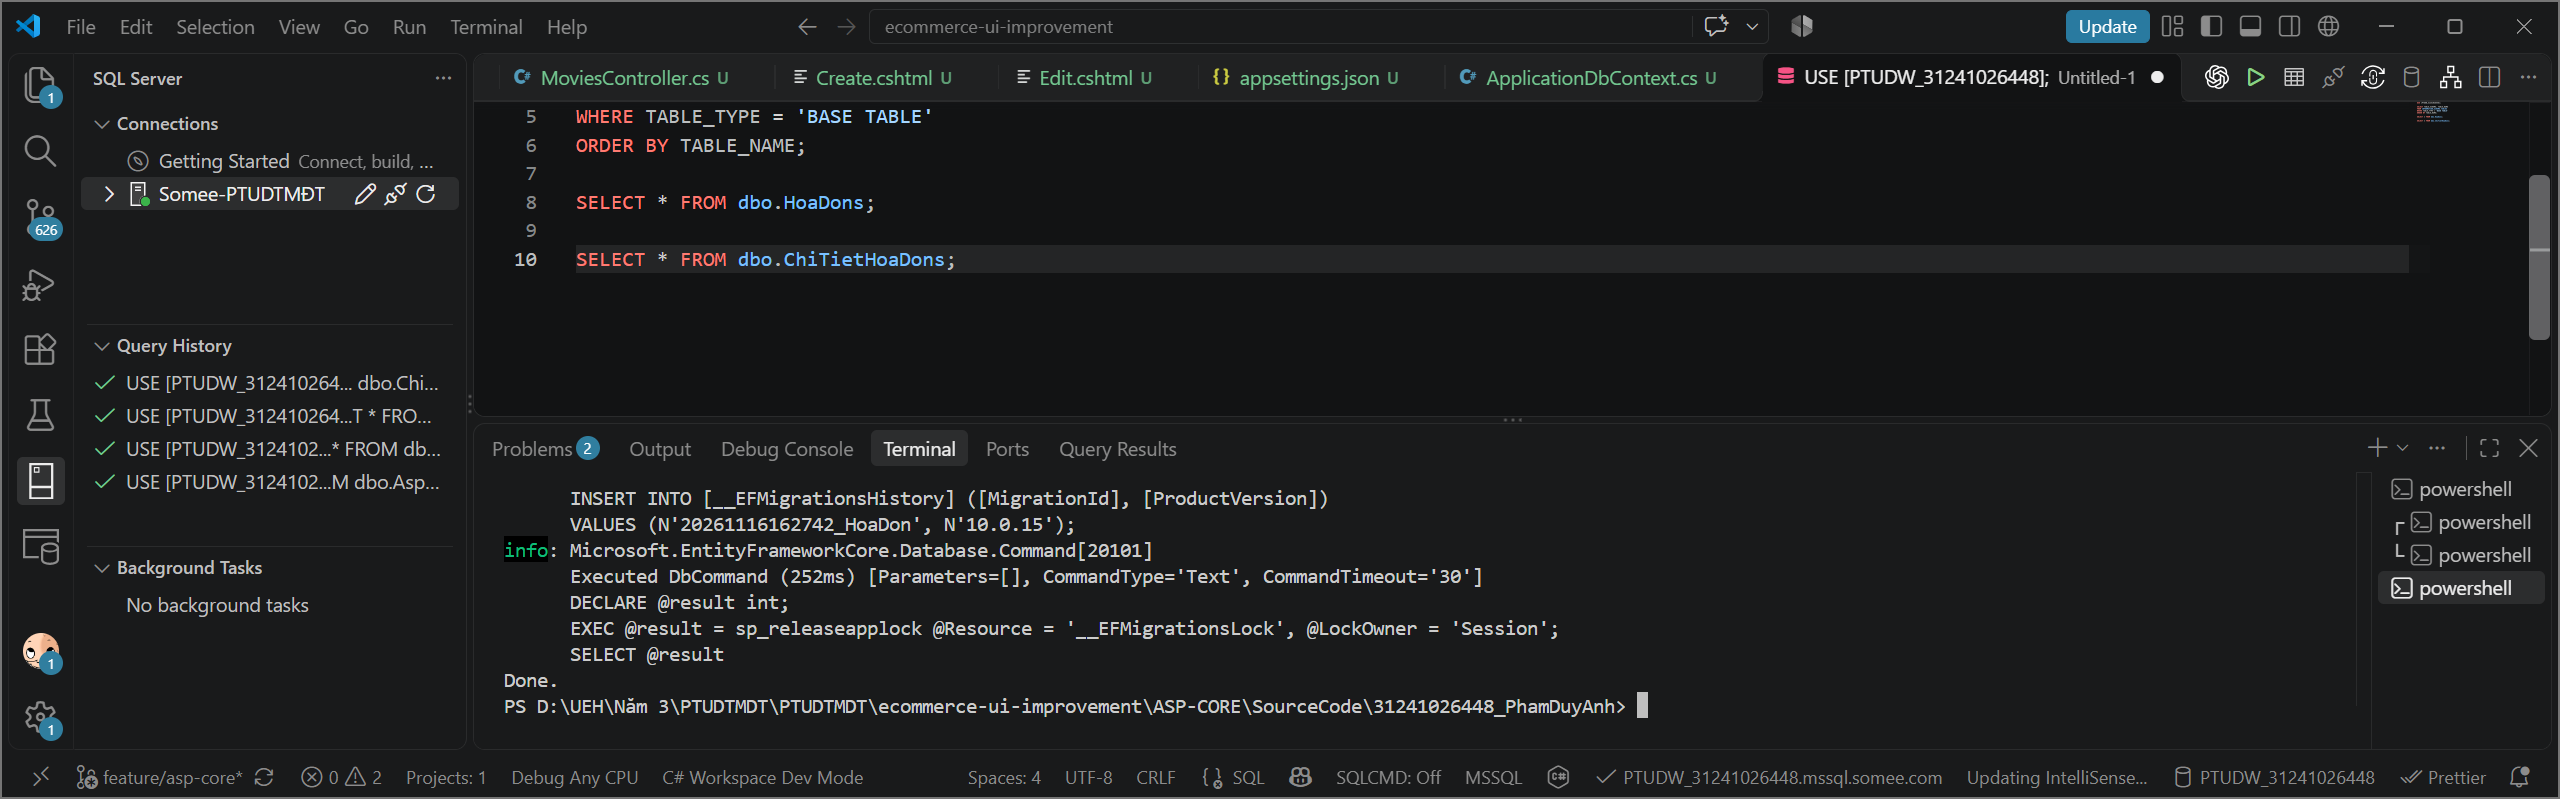 File Edit Selection View Go Run Terminal Help
ecommerce-ui-improvement
Update
SQL Server
Connections
Getting Started Connect, build, ...
Somee-PTUDTMĐT
Query History
USE [PTUDW_312410264... dbo.Chi...
USE [PTUDW_312410264...T * FRO...
USE [PTUDW_3124102...* FROM db...
USE [PTUDW_3124102...M dbo.Asp...
Background Tasks
No background tasks
1
626
1
1
MoviesController.cs U
Create.cshtml U
Edit.cshtml U
{} appsettings.json U
ApplicationDbContext.cs U
USE [PTUDW_31241026448]; Untitled-1
5 WHERE TABLE_TYPE = 'BASE TABLE'
6 ORDER BY TABLE_NAME;
7
8 SELECT * FROM dbo.HoaDons;
9
10 SELECT * FROM dbo.ChiTietHoaDons;
Problems 2 Output Debug Console Terminal Ports Query Results
INSERT INTO [__EFMigrationsHistory] ([MigrationId], [ProductVersion])
VALUES (N'20261116162742_HoaDon', N'10.0.15');
info: Microsoft.EntityFrameworkCore.Database.Command[20101]
Executed DbCommand (252ms) [Parameters=[], CommandType='Text', CommandTimeout='30']
DECLARE @result int;
EXEC @result = sp_releaseapplock @Resource = '__EFMigrationsLock', @LockOwner = 'Session';
SELECT @result
Done.
PS D:\UEH\Năm 3\PTUDTMDT\PTUDTMDT\ecommerce-ui-improvement\ASP-CORE\SourceCode\31241026448_PhamDuyAnh>
powershell
powershell
powershell
powershell
feature/asp-core* 0 2 Projects: 1 Debug Any CPU C# Workspace Dev Mode Spaces: 4 UTF-8 CRLF SQL SQLCMD: Off MSSQL PTUDW_31241026448.mssql.somee.com Updating IntelliSense... PTUDW_31241026448 Prettier